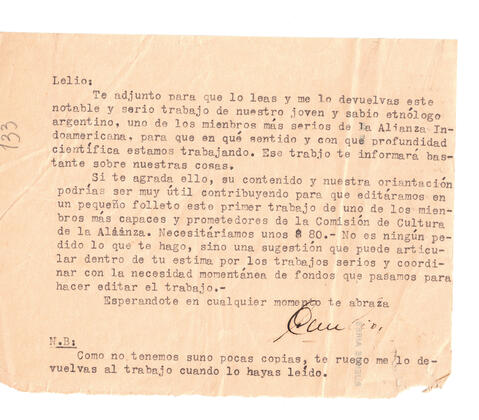 133
Lelio:
Te adjunto para que lo leas y me lo devuelvas este
notable y serio trabajo de nuestro joven y sabio etnólogo
argentino, uno de los mienbros más serios de la Alianza In-
doamericana, para que en qué sentido y con qué profundidad
científica estamos trabajando. Ese trabjo te informará bas-
tante sobre nuestras cosas.
Si te agrada ello, su contenido y nuestra oriantación
podrías ser muy útil contribuyendo para que editáramos en
un pequeño folleto este primer trabajo de uno de los miem-
bros más capaces y prometedores de la Comisión de Cultura
de la Aláinza. Necesitáriamos unos $ 80.- No es ningún pe-
dido lo que te hago, sino una sugestión que puede articu-
lar dentro de tu estima por los trabajos serios y coordi-
nar con la necesidad momentánea de fondos que pasamos para
hacer editar el trabajo.-
Esperandote en cualquier momento te abraza
N.B:
Como no tenemos suno pocas copias, te ruego me lo de-
vuelvas al trabajo cuando lo hayas leído.